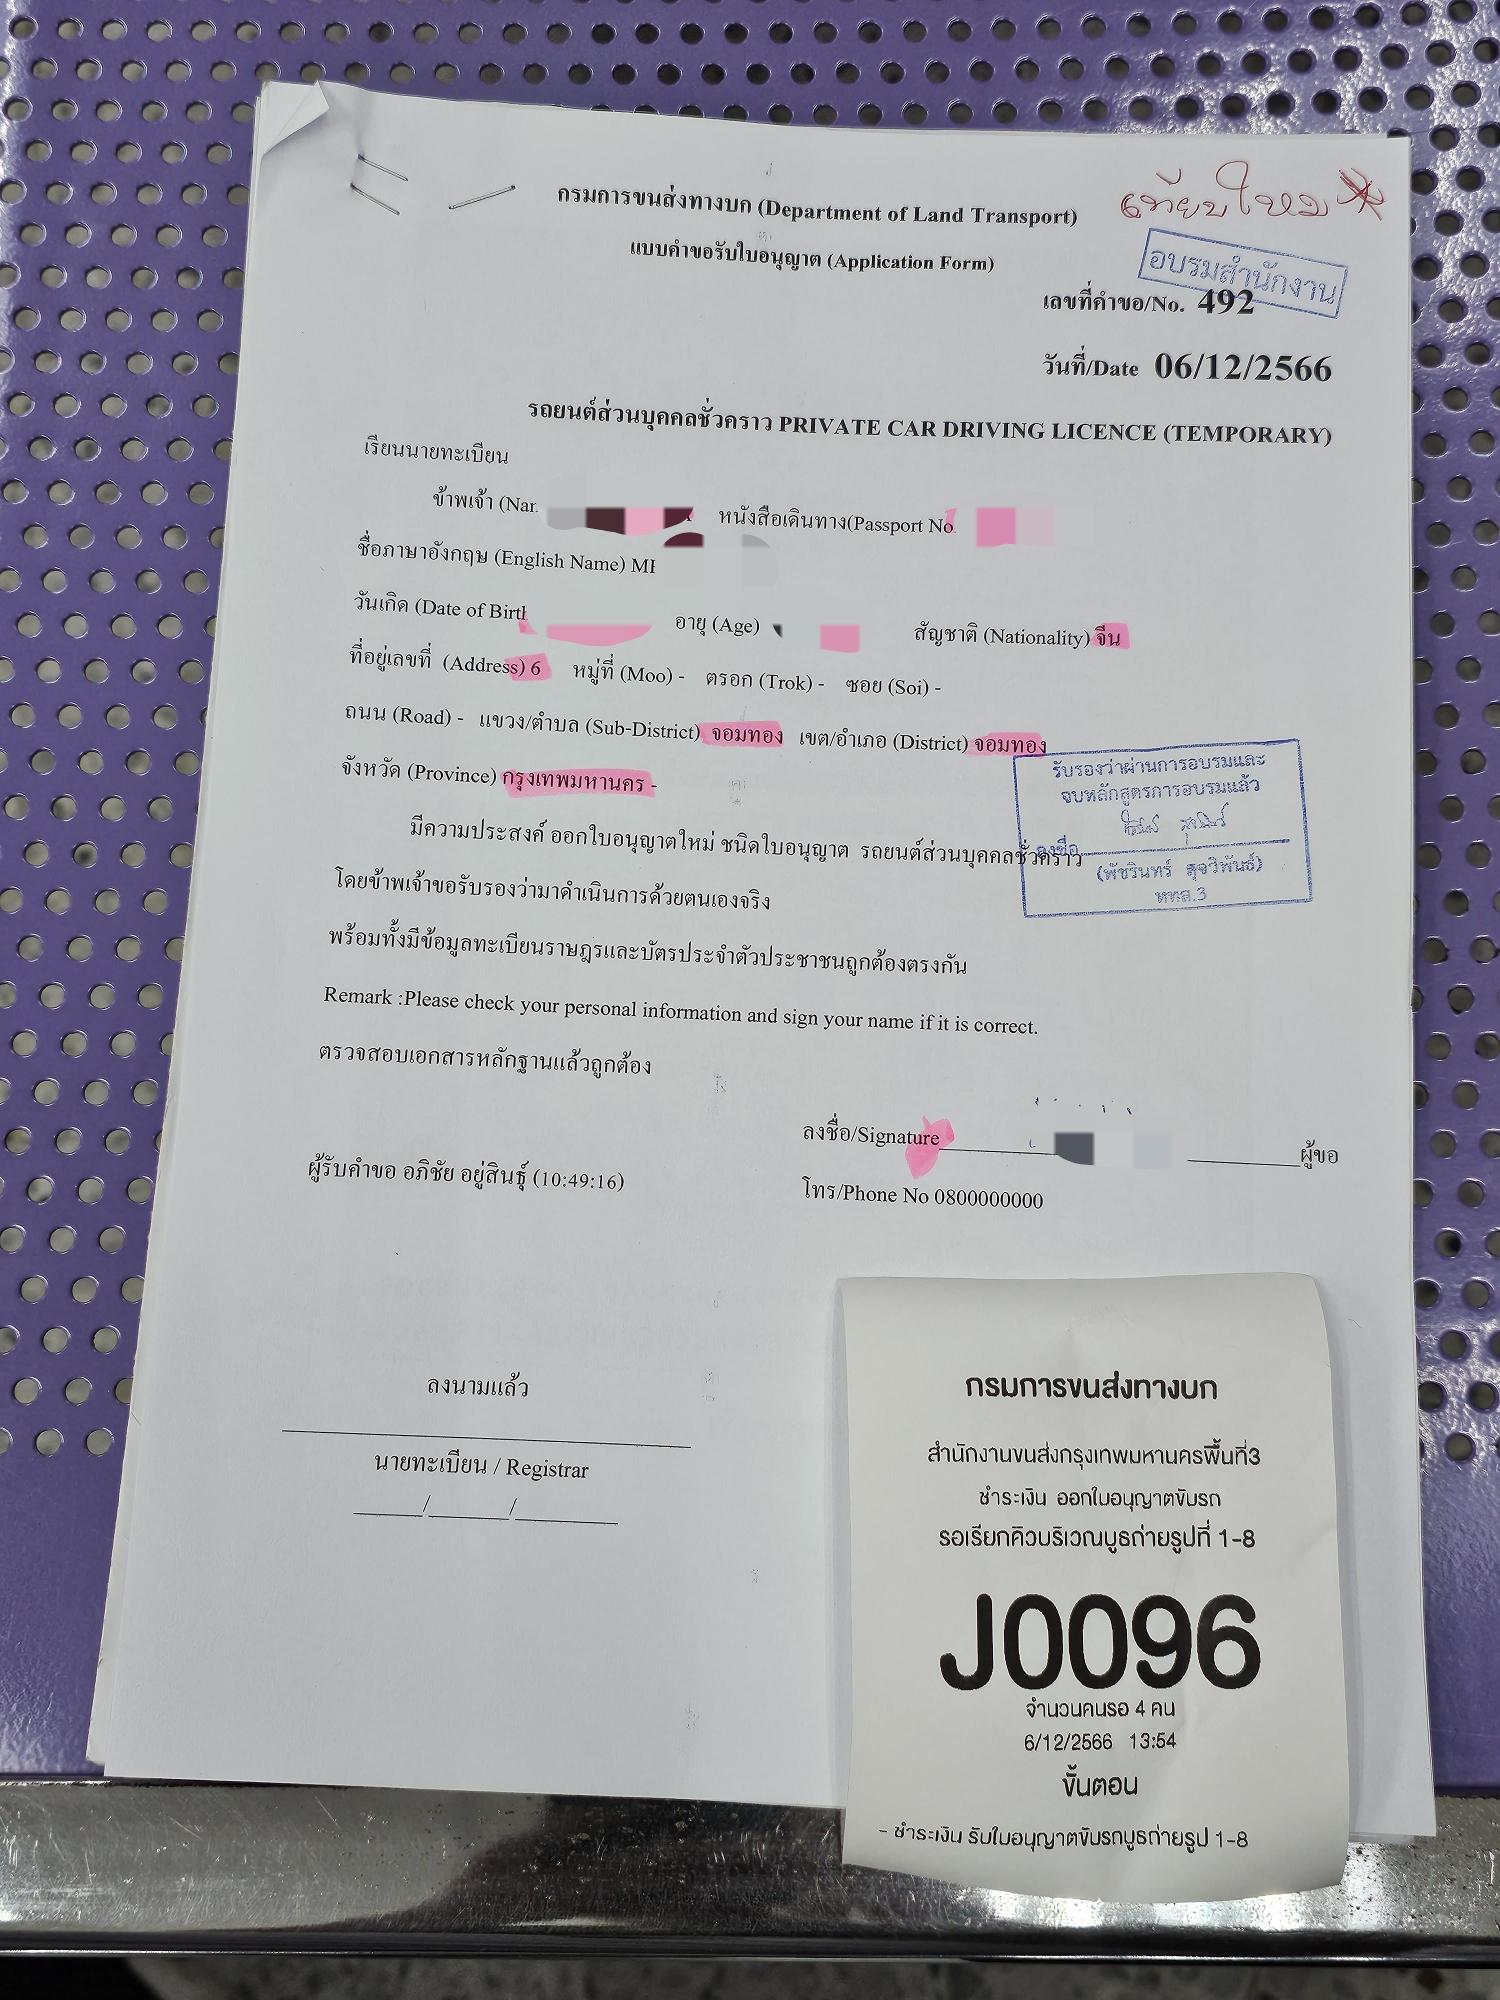 เทียบใหม่
กรมการขนส่งทางบก (Department of Land Transport)
แบบคำขอรับใบอนุญาต (Application Form)
อบรมสำนักงาน
เลขที่คำขอ/No. 492
วันที่/Date 06/12/2566
รถยนต์ส่วนบุคคลชั่วคราว PRIVATE CAR DRIVING LICENCE (TEMPORARY)
เรียนนายทะเบียน
ข้าพเจ้า หนังสือเดินทาง(Passport No.
ชื่อภาษาอังกฤษ (English Name)
วันเกิด (Date of Birth อายุ (Age) สัญชาติ (Nationality) จีน
ที่อยู่เลขที่ (Address) 6 หมู่ที่ (Moo) - ตรอก (Trok) - ซอย (Soi) -
ถนน (Road) - แขวง/ตำบล (Sub-District) จอมทอง เขต/อำเภอ (District) จอมทอง
จังหวัด (Province) กรุงเทพมหานคร -
รับรองว่าผ่านการอบรมและ
จบหลักสูตรการอบรมแล้ว
ลงชื่อ
(พัชรินทร์ สุจวิพันธ์)
หทส.3
มีความประสงค์ ออกใบอนุญาตใหม่ ชนิดใบอนุญาต รถยนต์ส่วนบุคคลชั่วคราว
โดยข้าพเจ้าขอรับรองว่ามาดำเนินการด้วยตนเองจริง
พร้อมทั้งมีข้อมูลทะเบียนราษฎรและบัตรประจำตัวประชาชนถูกต้องตรงกัน
Remark :Please check your personal information and sign your name if it is correct.
ตรวจสอบเอกสารหลักฐานแล้วถูกต้อง
ลงชื่อ/Signature ผู้ขอ
ผู้รับคำขอ อภิชัย อยู่สินธุ์ (10:49:16)
โทร/Phone No 0800000000
ลงนามแล้ว
นายทะเบียน / Registrar
กรมการขนส่งทางบก
สำนักงานขนส่งกรุงเทพมหานครพื้นที่3
ชำระเงิน ออกใบอนุญาตขับรถ
รอเรียกคิวบริเวณบูธถ่ายรูปที่ 1-8
J0096
จำนวนคนรอ 4 คน
6/12/2566 13:54
ขั้นตอน
- ชำระเงิน รับใบอนุญาตขับรถบูธถ่ายรูป 1-8